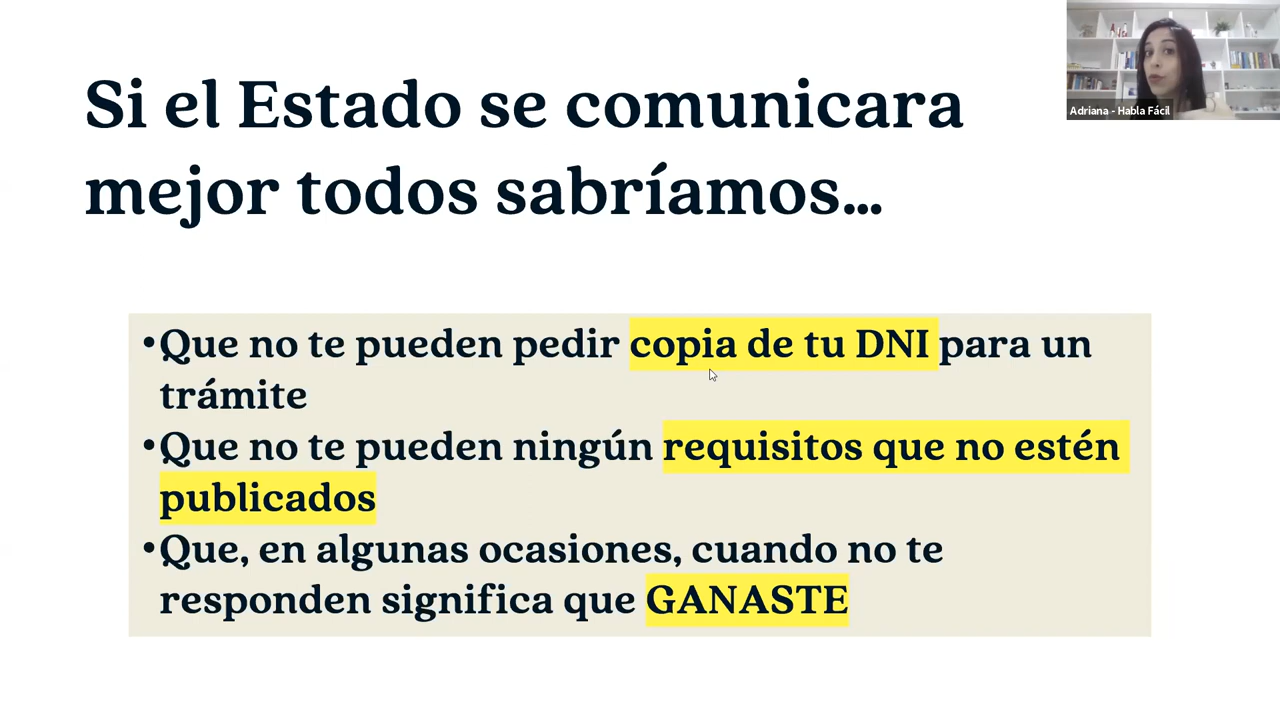 Si el Estado se comunicara
mejor todos sabríamos...
Adriana - Habla Fácil
•Que no te pueden pedir copia de tu DNI para un
trámite
•Que no te pueden ningún requisitos que no estén
publicados
•Que, en algunas ocasiones, cuando no te
responden significa que GANASTE